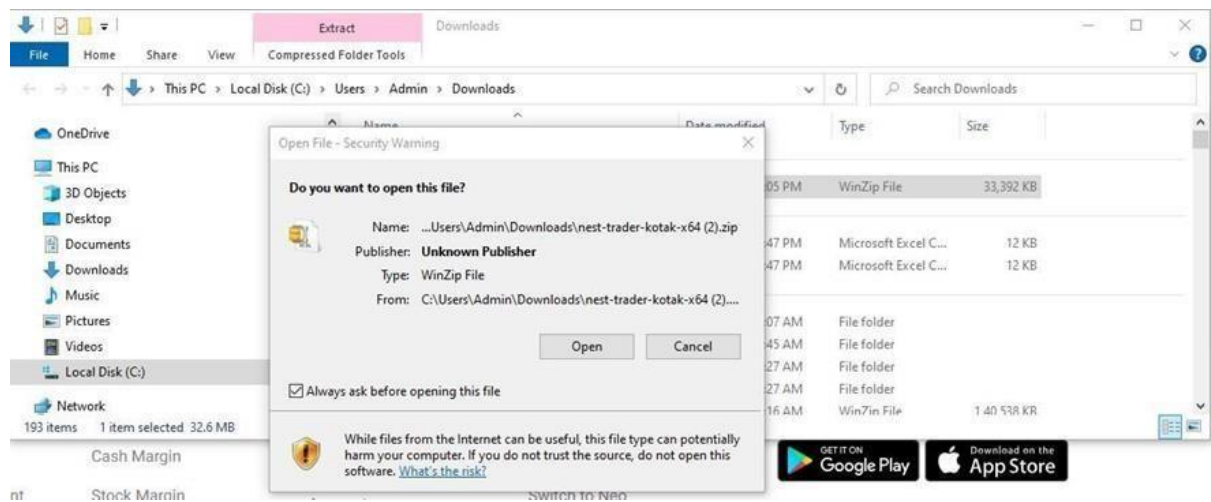 Extract
Downloads
File Home Share View Compressed Folder Tools
This PC › Local Disk (C:) › Users › Admin › Downloads
Search Downloads
Name Date modified Type Size
OneDrive
This PC
3D Objects
Desktop
Documents
Downloads
Music
Pictures
Videos
Local Disk (C:)
Network
193 items 1 item selected 32.6 MB
Open File - Security Warning
Do you want to open this file?
Name: ...Users\Admin\Downloads\nest-trader-kotak-x64 (2).zip
Publisher: Unknown Publisher
Type: WinZip File
From: C:\Users\Admin\Downloads\nest-trader-kotak-x64 (2)....
Open Cancel
Always ask before opening this file
While files from the Internet can be useful, this file type can potentially
harm your computer. If you do not trust the source, do not open this
software. What's the risk?
:05 PM WinZip File 33,392 KB
:47 PM Microsoft Excel C... 12 KB
:47 PM Microsoft Excel C... 12 KB
:07 AM File folder
:45 AM File folder
:27 AM File folder
:27 AM File folder
:16 AM WinZip File 1,40,538 KB
Cash Margin
GET IT ON
Google Play
Download on the
App Store
nt Stock Margin Switch to Neo